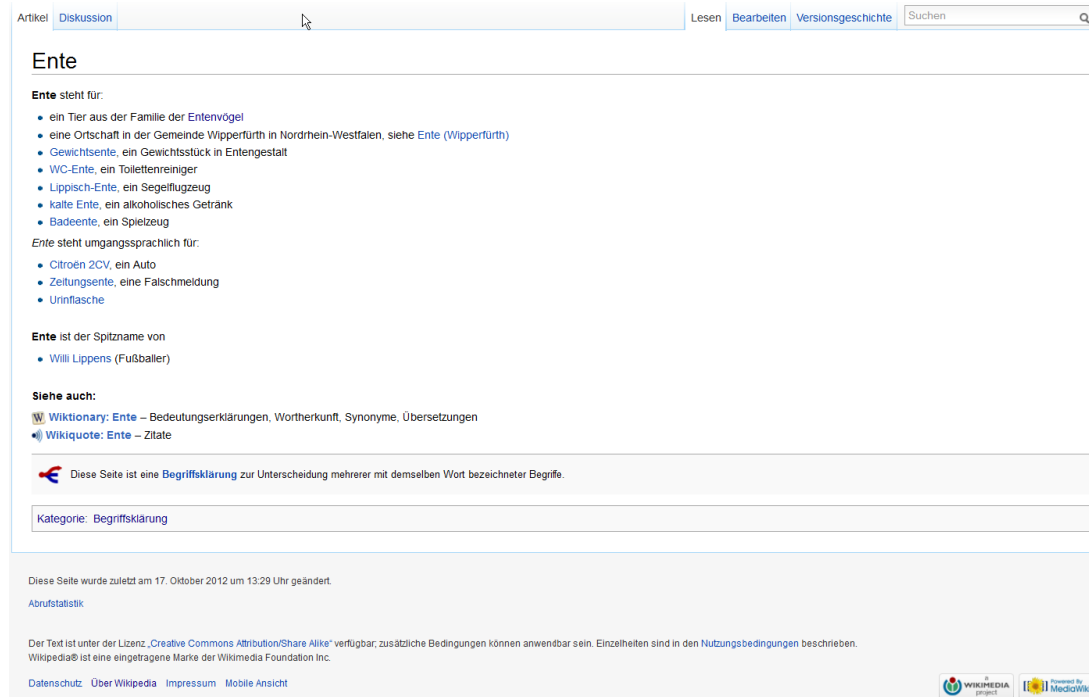 Artikel Diskussion Lesen Bearbeiten Versionsgeschichte Suchen
Ente
Ente steht für:
ein Tier aus der Familie der Entenvögel
eine Ortschaft in der Gemeinde Wipperfürth in Nordrhein-Westfalen, siehe Ente (Wipperfürth)
Gewichtsente, ein Gewichtsstück in Entengestalt
WC-Ente, ein Toilettenreiniger
Lippisch-Ente, ein Segelflugzeug
kalte Ente, ein alkoholisches Getränk
Badeente, ein Spielzeug
Ente steht umgangssprachlich für:
Citroën 2CV, ein Auto
Zeitungsente, eine Falschmeldung
Urinflasche
Ente ist der Spitzname von
Willi Lippens (Fußballer)
Siehe auch:
W Wiktionary: Ente – Bedeutungserklärungen, Wortherkunft, Synonyme, Übersetzungen
Wikiquote: Ente – Zitate
Diese Seite ist eine Begriffsklärung zur Unterscheidung mehrerer mit demselben Wort bezeichneter Begriffe.
Kategorie: Begriffsklärung
Diese Seite wurde zuletzt am 17. Oktober 2012 um 13:29 Uhr geändert.
Abrufstatistik
Der Text ist unter der Lizenz „Creative Commons Attribution/Share Alike“ verfügbar; zusätzliche Bedingungen können anwendbar sein. Einzelheiten sind in den Nutzungsbedingungen beschrieben.
Wikipedia® ist eine eingetragene Marke der Wikimedia Foundation Inc.
Datenschutz Über Wikipedia Impressum Mobile Ansicht
a
WIKIMEDIA
project
Powered By
MediaWiki